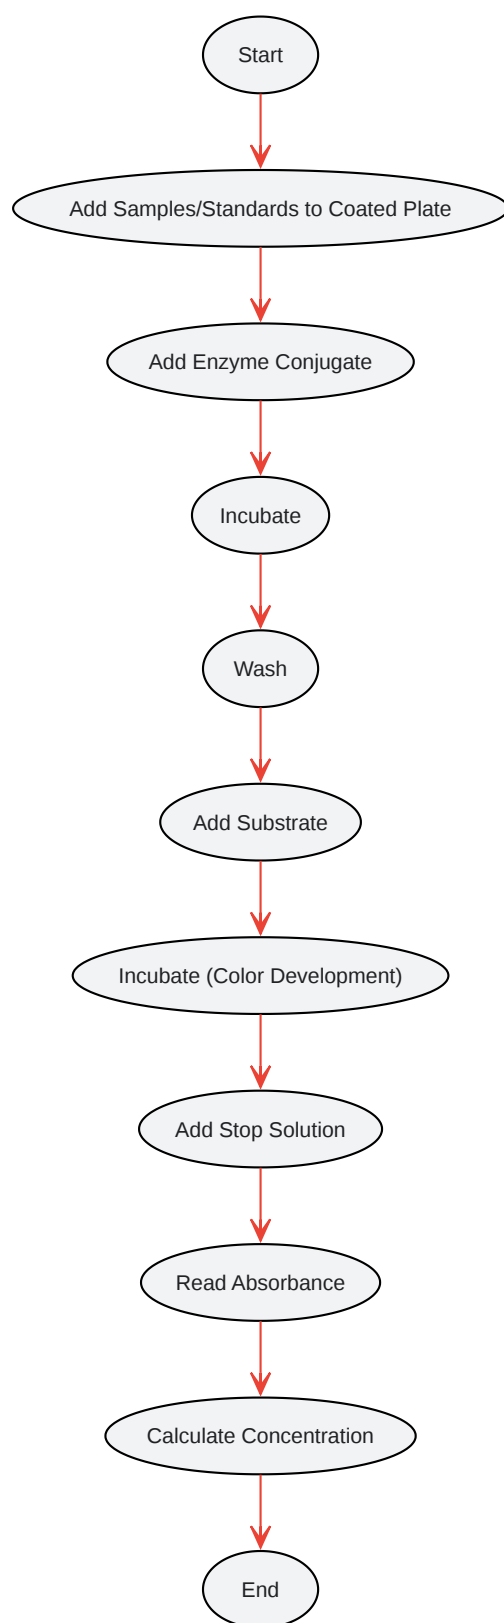 Start
Add Samples/Standards to Coated Plate
Add Enzyme Conjugate
Incubate
Wash
Add Substrate
Incubate (Color Development)
Add Stop Solution
Read Absorbance
Calculate Concentration
End